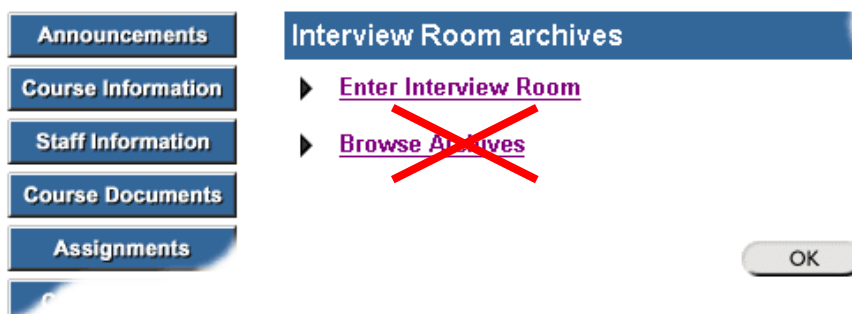 Announcements
Course Information
Staff Information
Course Documents
Assignments
Interview Room archives
Enter Interview Room
Browse Archives
OK